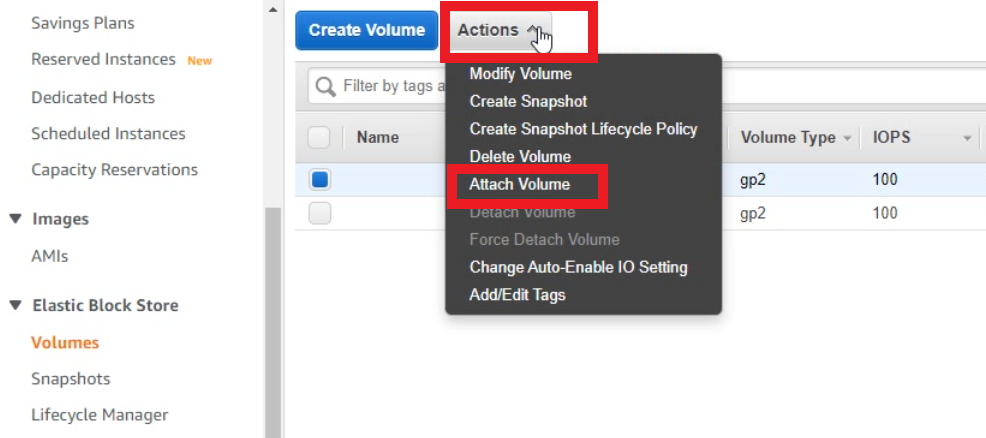 Savings Plans
Reserved Instances New
Dedicated Hosts
Scheduled Instances
Capacity Reservations
Images
AMIs
Elastic Block Store
Volumes
Snapshots
Lifecycle Manager
Create Volume
Actions
Filter by tags a
Modify Volume
Create Snapshot
Create Snapshot Lifecycle Policy
Delete Volume
Attach Volume
Detach Volume
Force Detach Volume
Change Auto-Enable IO Setting
Add/Edit Tags
Name Volume Type IOPS
gp2 100
gp2 100